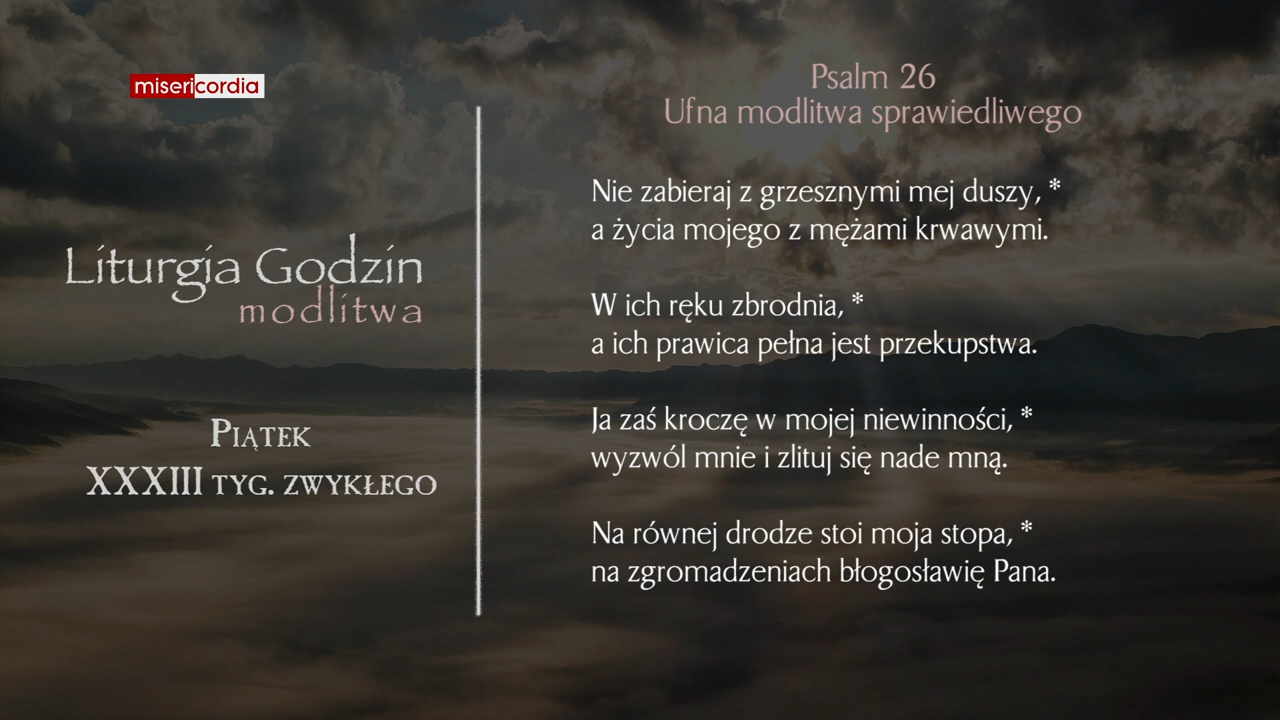 misericordia
Liturgia Godzin
modlitwa
Piątek
XXXIII tyg. zwykłego
Psalm 26
Ufna modlitwa sprawiedliwego
Nie zabieraj z grzesznymi mej duszy, *
a życia mojego z mężami krwawymi.
W ich ręku zbrodnia, *
a ich prawica pełna jest przekupstwa.
Ja zaś kroczę w mojej niewinności, *
wyzwól mnie i zlituj się nade mną.
Na równej drodze stoi moja stopa, *
na zgromadzeniach błogosławię Pana.